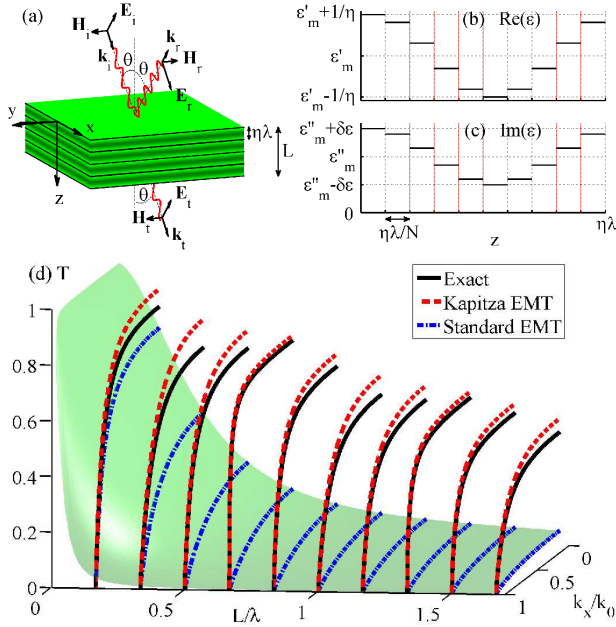 (a)
E_i
H_i
k_i
k_r
H_r
θ θ
E_r
y
x
z
ηλ
L
θ
E_t
H_t
k_t
(b) Re(ε)
ε'_m+1/η
ε'_m
ε'_m-1/η
(c) Im(ε)
ε''_m+δε
ε''_m
ε''_m-δε
0
ηλ/N
z
ηλ
(d) T
Exact
Kapitza EMT
Standard EMT
1
0.8
0.6
0.4
0.2
0
0 0.5 1 1.5
L/λ
0
0.5
1
k_x/k_0